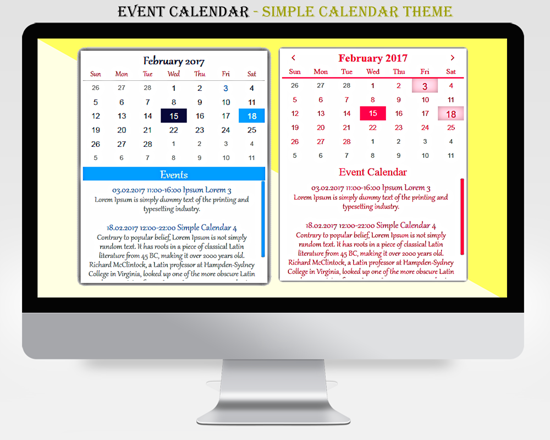 EVENT CALENDAR - SIMPLE CALENDAR THEME
February 2017
Sun Mon Tue Wed Thu Fri Sat
26 27 28 1 2 3 4
5 6 7 8 9 10 11
12 13 14 15 16 17 18
19 20 21 22 23 24 25
26 27 28 1 2 3 4
5 6 7 8 9 10 11
Events
03.02.2017 11:00-16:00 Ipsum Lorem 3
Lorem Ipsum is simply dummy text of the printing and
typesetting industry.
18.02.2017 12:00-22:00 Simple Calendar 4
Contrary to popular belief, Lorem Ipsum is not simply
random text. It has roots in a piece of classical Latin
literature from 45 BC, making it over 2000 years old.
Richard McClintock, a Latin professor at Hampden-Sydney
College in Virginia, looked up one of the more obscure Latin
< February 2017 >
Sun Mon Tue Wed Thu Fri Sat
26 27 28 1 2 3 4
5 6 7 8 9 10 11
12 13 14 15 16 17 18
19 20 21 22 23 24 25
26 27 28 1 2 3 4
5 6 7 8 9 10 11
Event Calendar
03.02.2017 11:00-16:00 Ipsum Lorem 3
Lorem Ipsum is simply dummy text of the printing and
typesetting industry.
18.02.2017 12:00-22:00 Simple Calendar 4
Contrary to popular belief, Lorem Ipsum is not simply
random text. It has roots in a piece of classical Latin
literature from 45 BC, making it over 2000 years old.
Richard McClintock, a Latin professor at Hampden-Sydney
College in Virginia, looked up one of the more obscure Latin